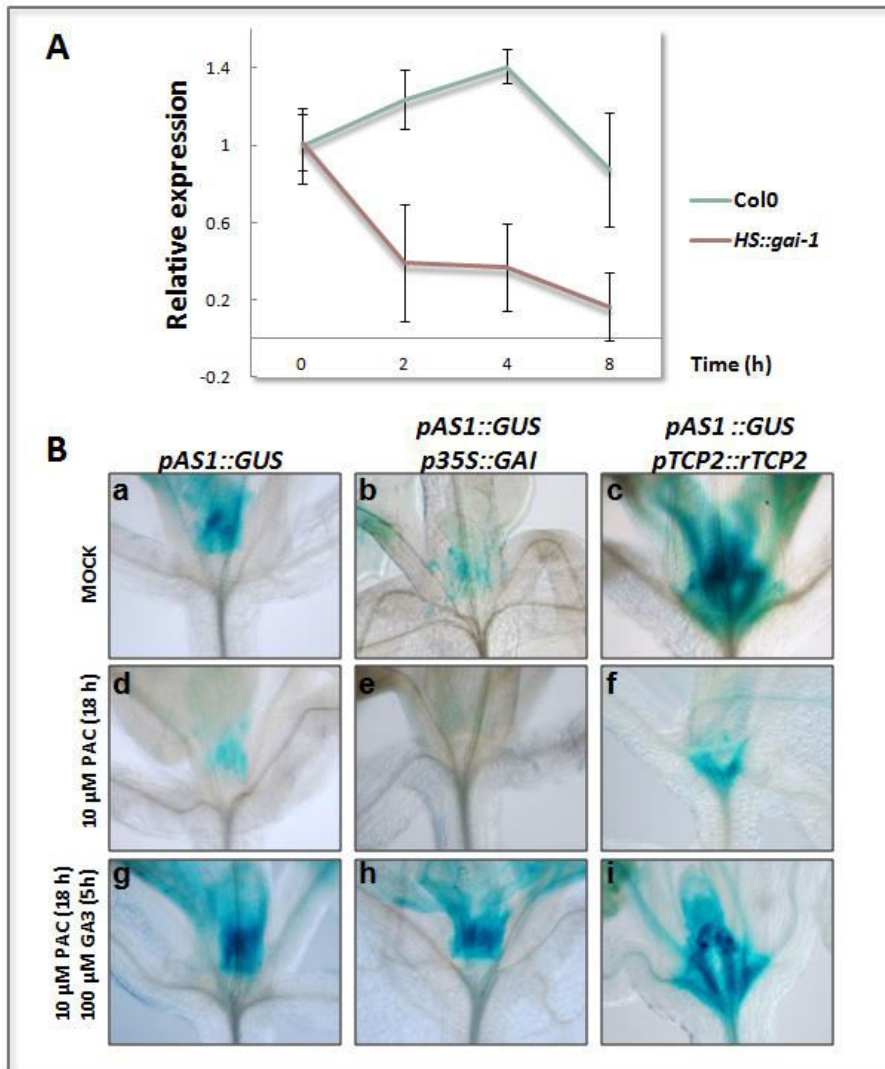 A
Relative expression
1.4
1
0.6
0.2
-0.2
0
2
4
8
Time (h)
Col0
HS::gai-1
B
pAS1::GUS
pAS1::GUS
p35S::GAI
pAS1 ::GUS
pTCP2::rTCP2
MOCK
a
b
c
10 µM PAC (18 h)
d
e
f
10 µM PAC (18 h)
100 µM GA3 (5h)
g
h
i